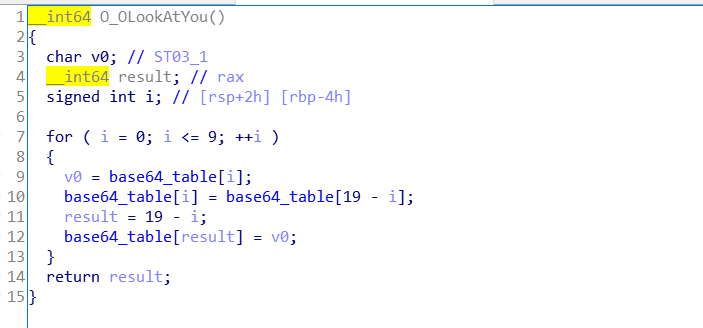 1 __int64 O_OLookAtYou()
2 {
3 char v0; // ST03_1
4 __int64 result; // rax
5 signed int i; // [rsp+2h] [rbp-4h]
6
7 for ( i = 0; i <= 9; ++i )
8 {
9 v0 = base64_table[i];
10 base64_table[i] = base64_table[19 - i];
11 result = 19 - i;
12 base64_table[result] = v0;
13 }
14 return result;
15 }